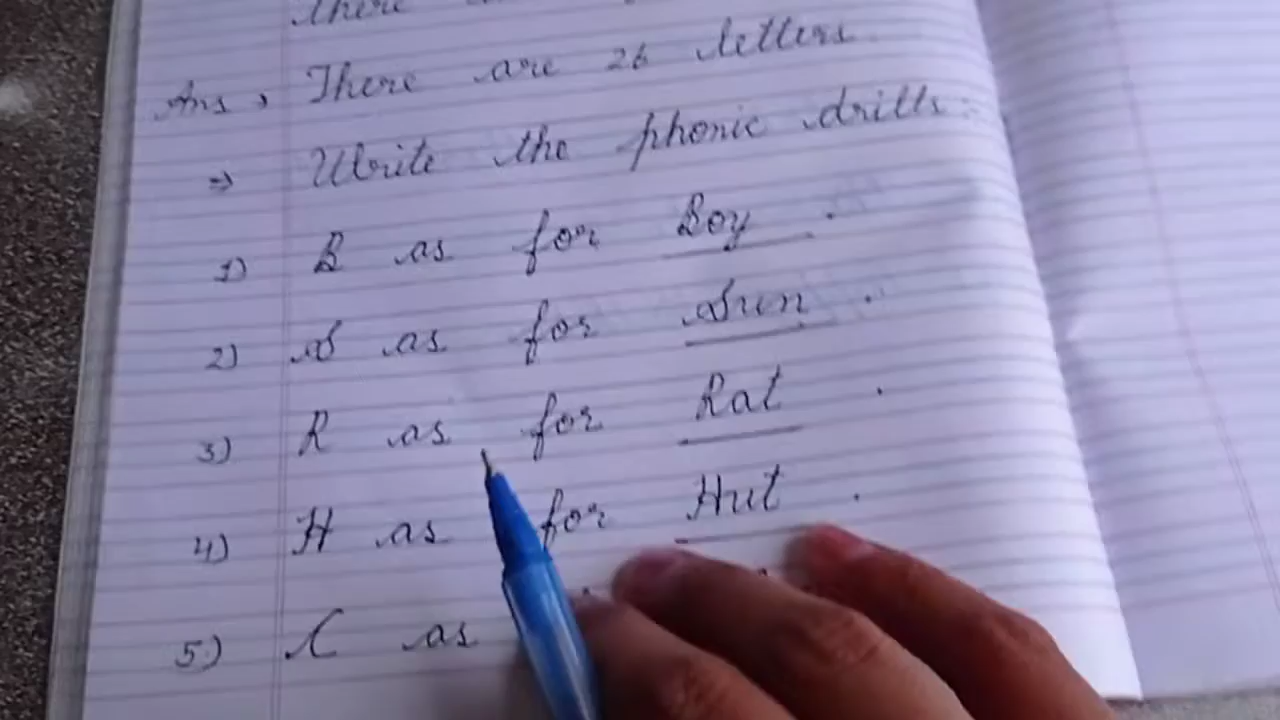 There
Ans, There are 26 letters
⇒ Write the phonic drills:
1) B as for Boy .
2) S as for Sun .
3) R as for Rat .
4) H as for Hut .
5) C as